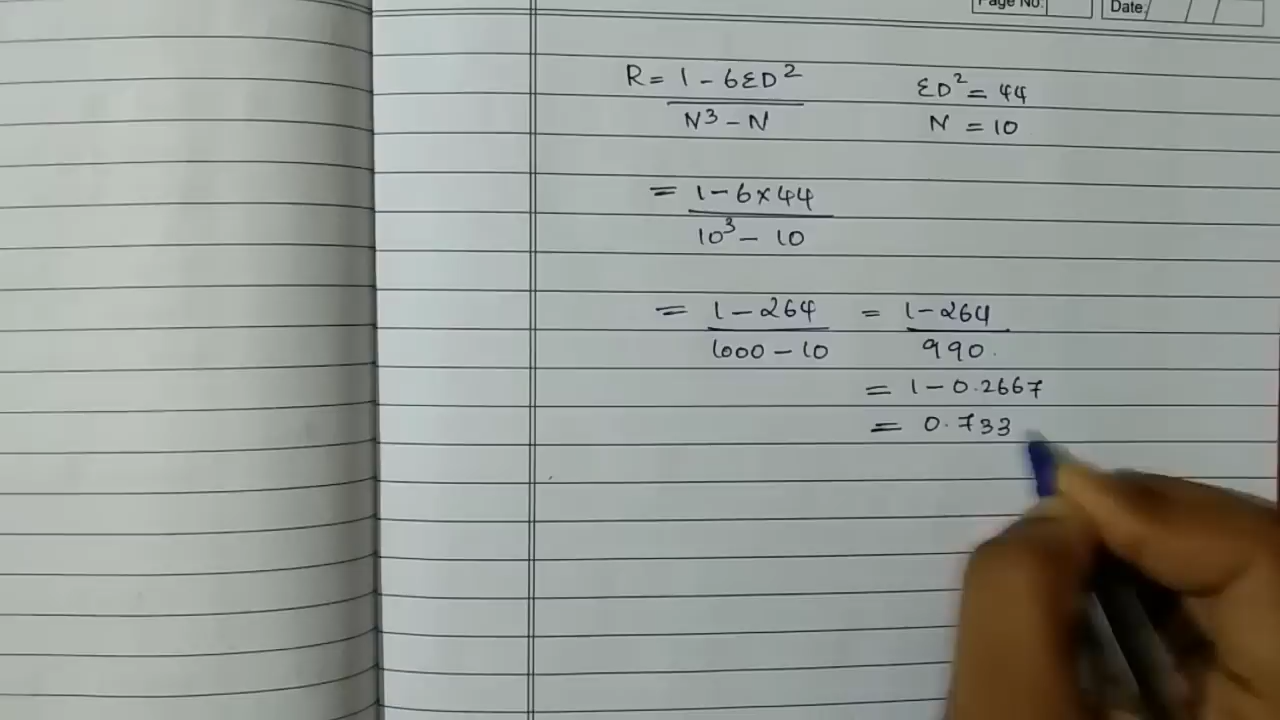 Page No: Date
R = 1 - 6ΣD² ΣD² = 44
N³ - N N = 10
= 1 - 6 × 44
10³ - 10
= 1 - 264 = 1 - 264
1000 - 10 990.
= 1 - 0.2667
= 0.733